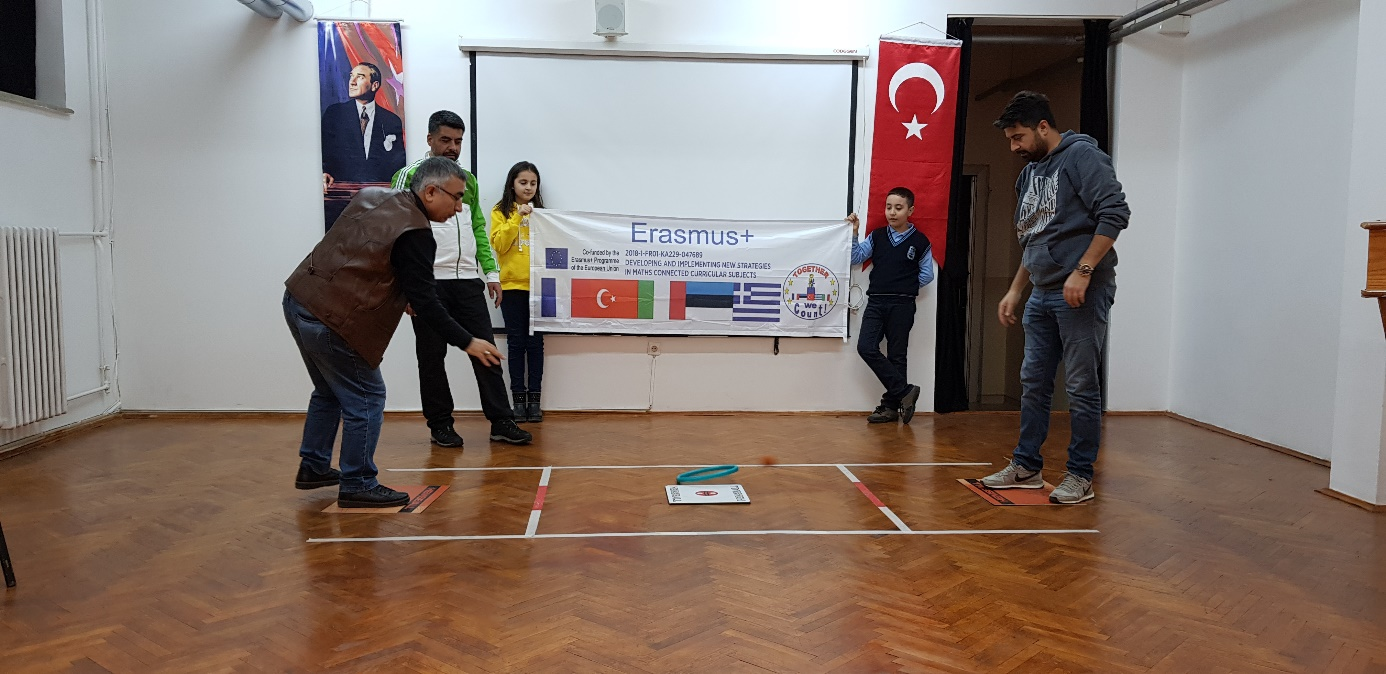 Erasmus+
Co-funded by the
Erasmus+ Programme
of the European Union
2018-1-FR01-KA229-047689
DEVELOPING AND IMPLEMENTING NEW STRATEGIES
IN MATHS CONNECTED CURRICULAR SUBJECTS
TOGETHER
we
Count!